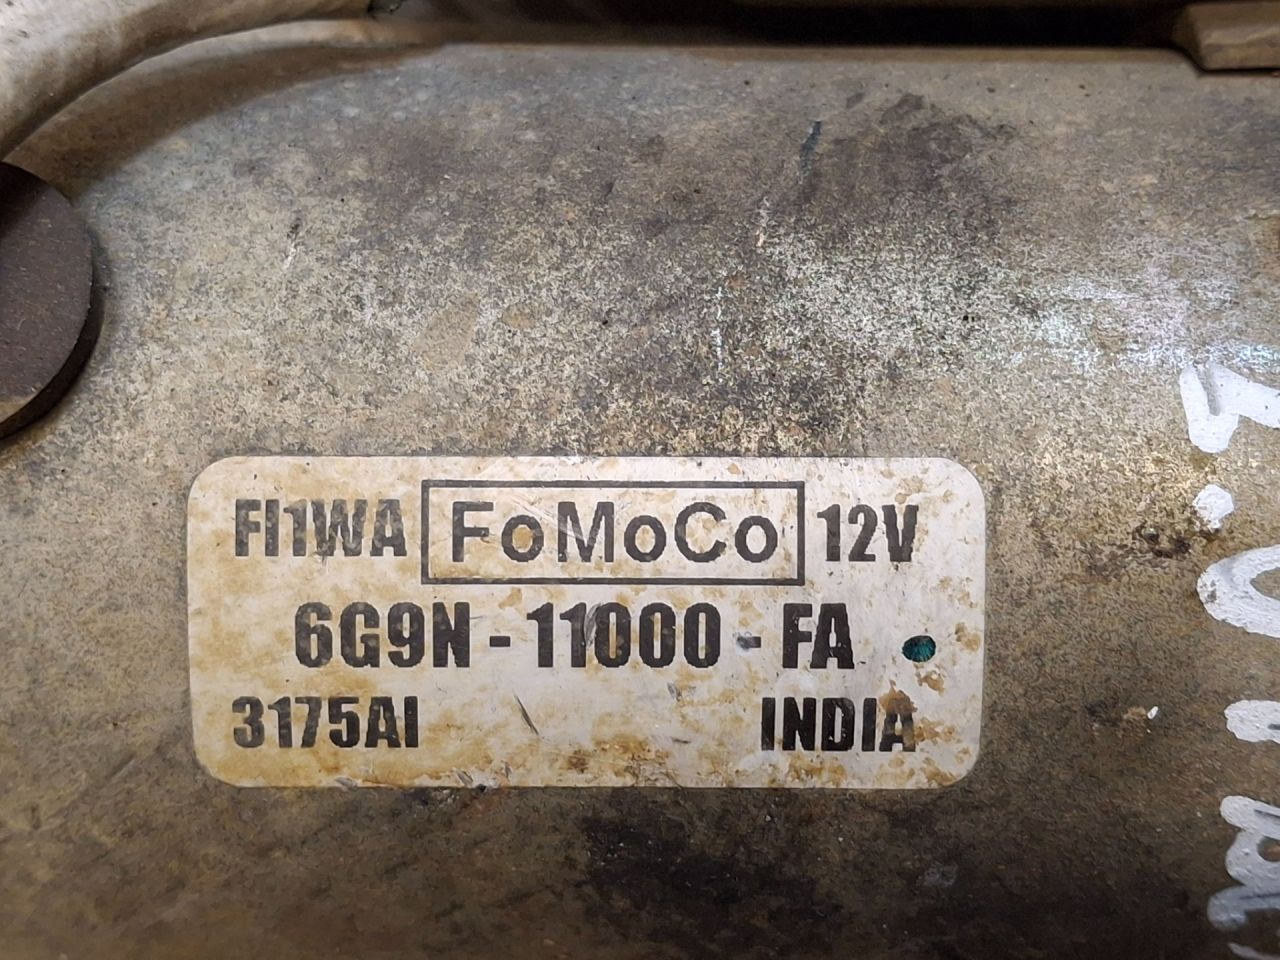 FI1WA FoMoCo 12V
6G9N - 11000 - FA
3175AI INDIA